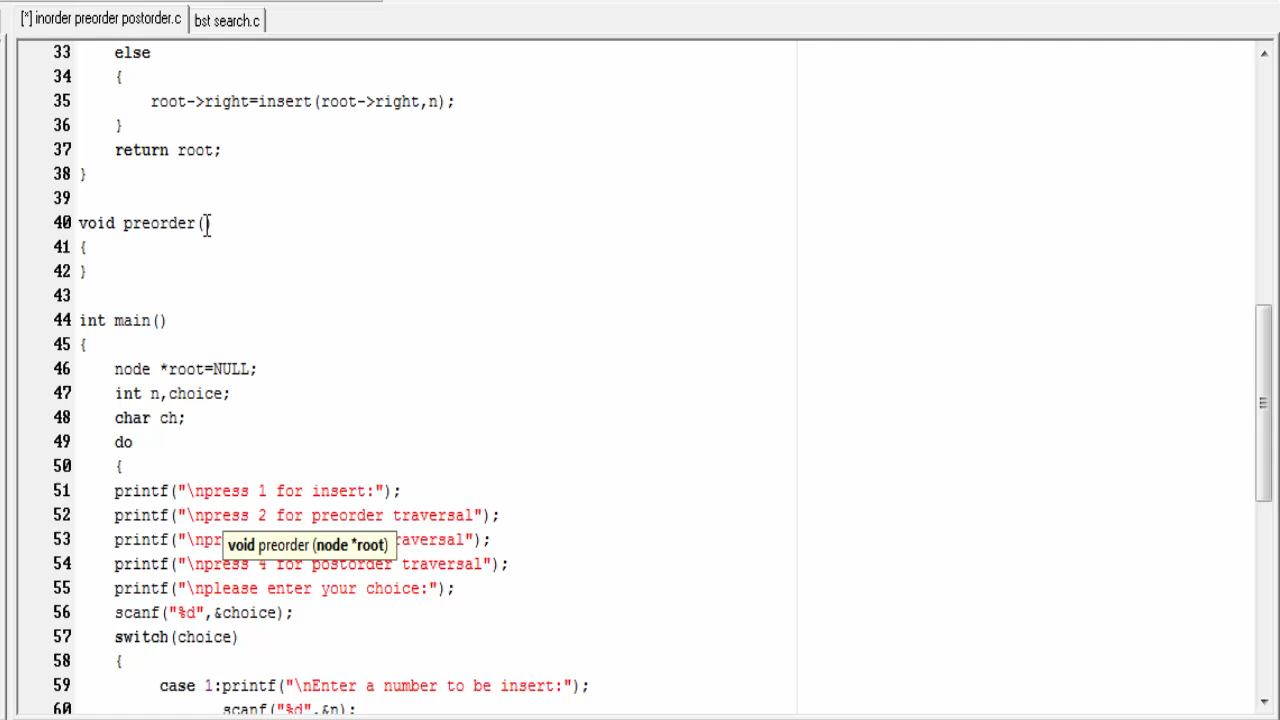 [*] inorder preorder postorder.c bst search.c
33 else
34 {
35 root->right=insert(root->right,n);
36 }
37 return root;
38 }
39
40 void preorder()
41 {
42 }
43
44 int main()
45 {
46 node *root=NULL;
47 int n,choice;
48 char ch;
49 do
50 {
51 printf("\npress 1 for insert:");
52 printf("\npress 2 for preorder traversal");
53 printf("\npr void preorder (node *root) raversal");
54 printf("\npress 4 for postorder traversal");
55 printf("\nplease enter your choice:");
56 scanf("%d",&choice);
57 switch(choice)
58 {
59 case 1:printf("\nEnter a number to be insert:");
60 scanf("%d",&n);